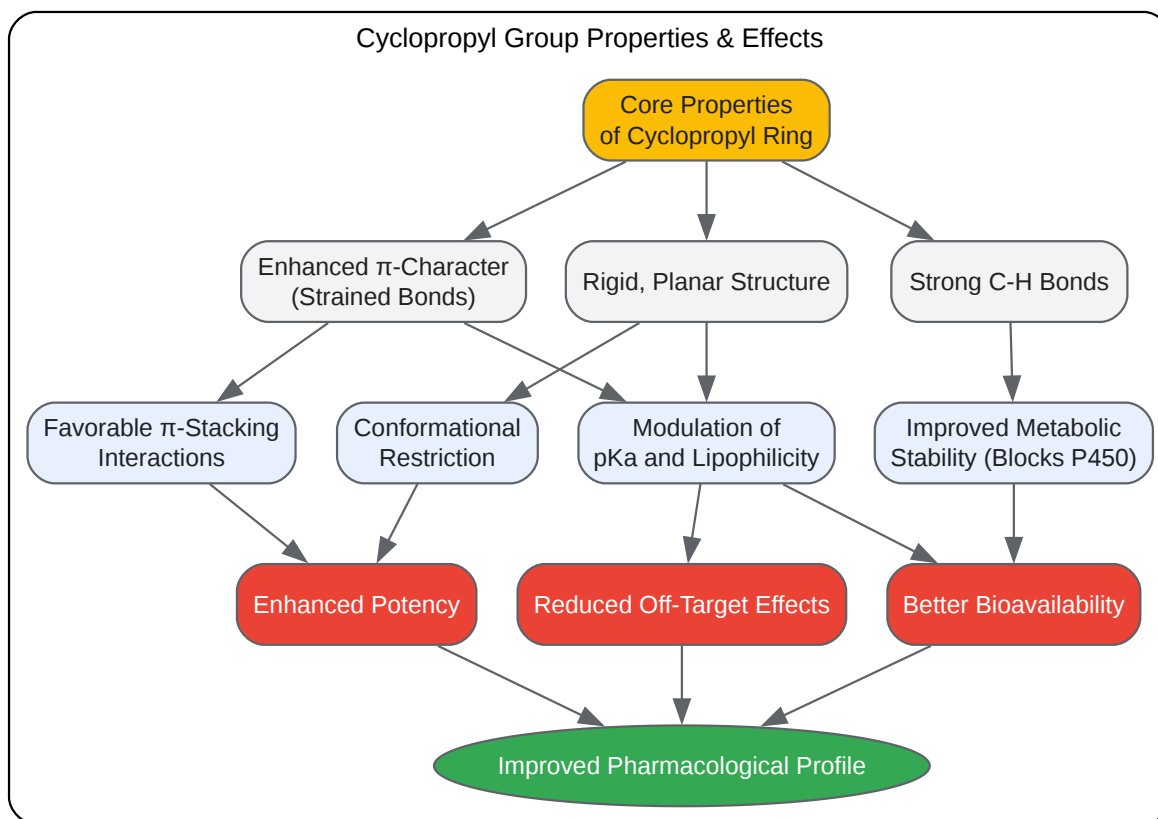 Cyclopropyl Group Properties & Effects
Core Properties
of Cyclopropyl Ring
Enhanced π-Character
(Strained Bonds)
Rigid, Planar Structure
Strong C-H Bonds
Favorable π-Stacking
Interactions
Conformational
Restriction
Modulation of
pKa and Lipophilicity
Improved Metabolic
Stability (Blocks P450)
Enhanced Potency
Reduced Off-Target Effects
Better Bioavailability
Improved Pharmacological Profile